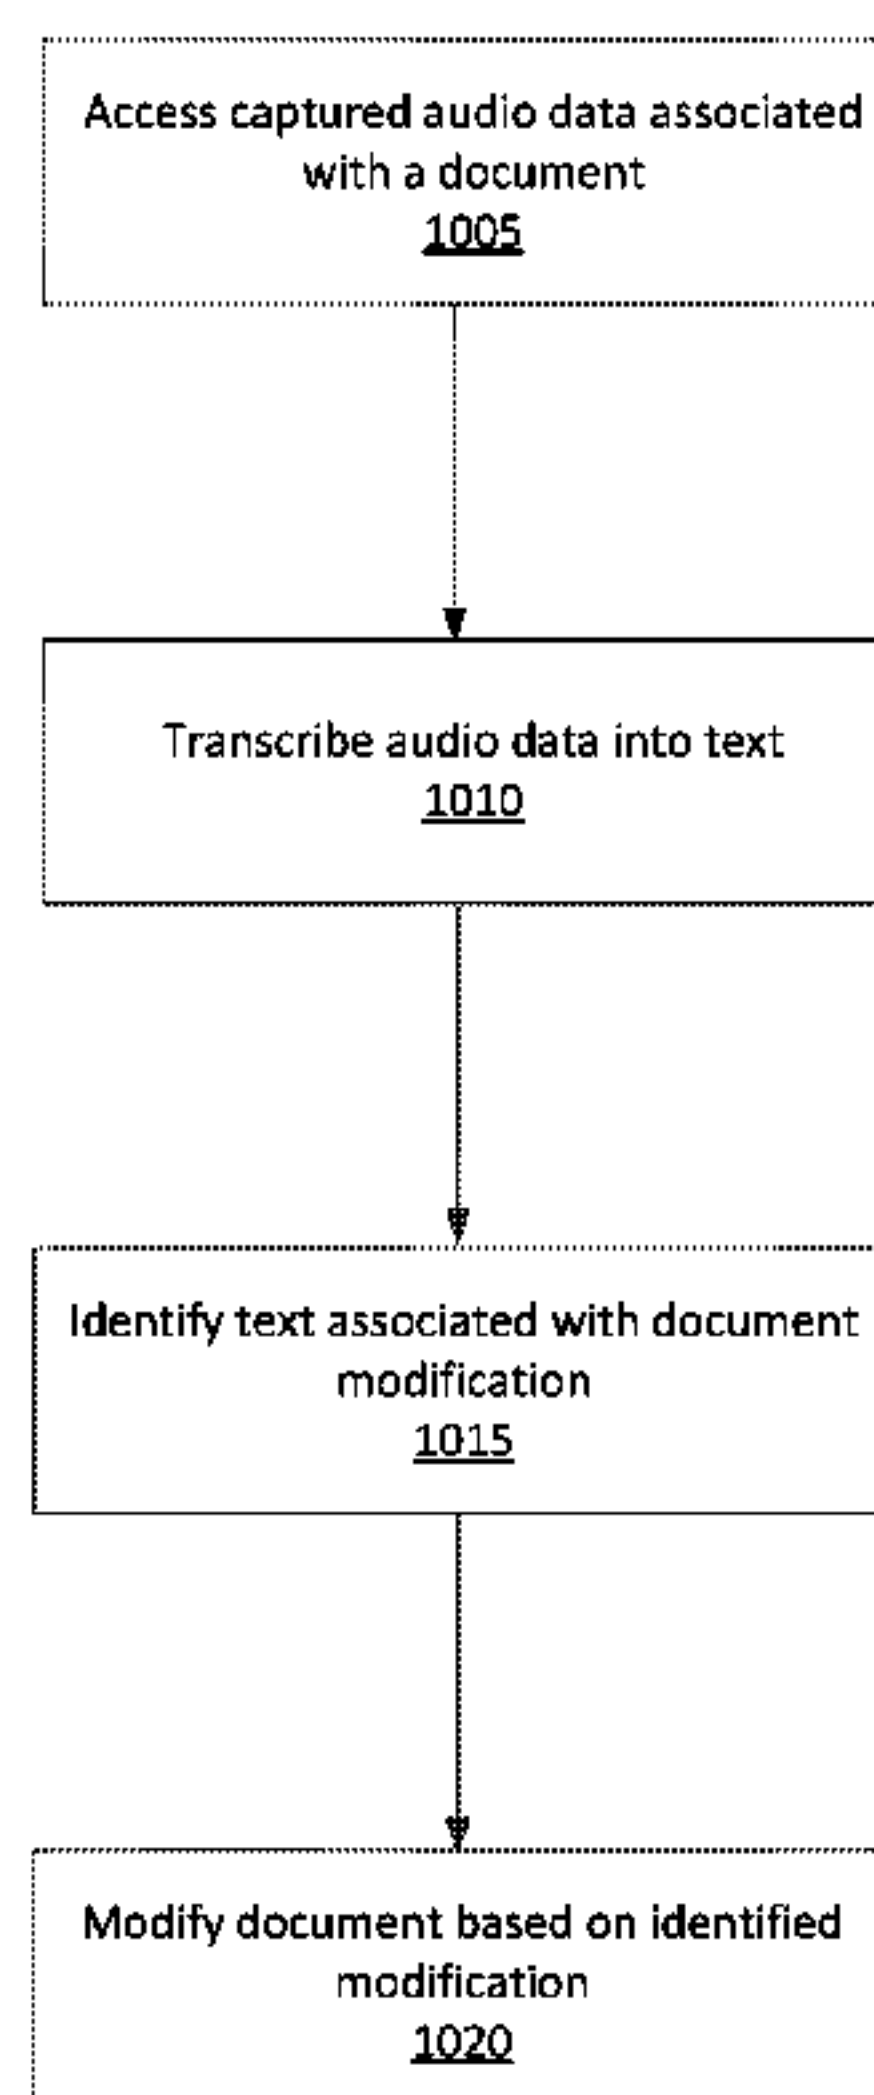 Access captured audio data associated
with a document
1005
Transcribe audio data into text
1010
Identify text associated with document
modification
1015
Modify document based on identified
modification
1020